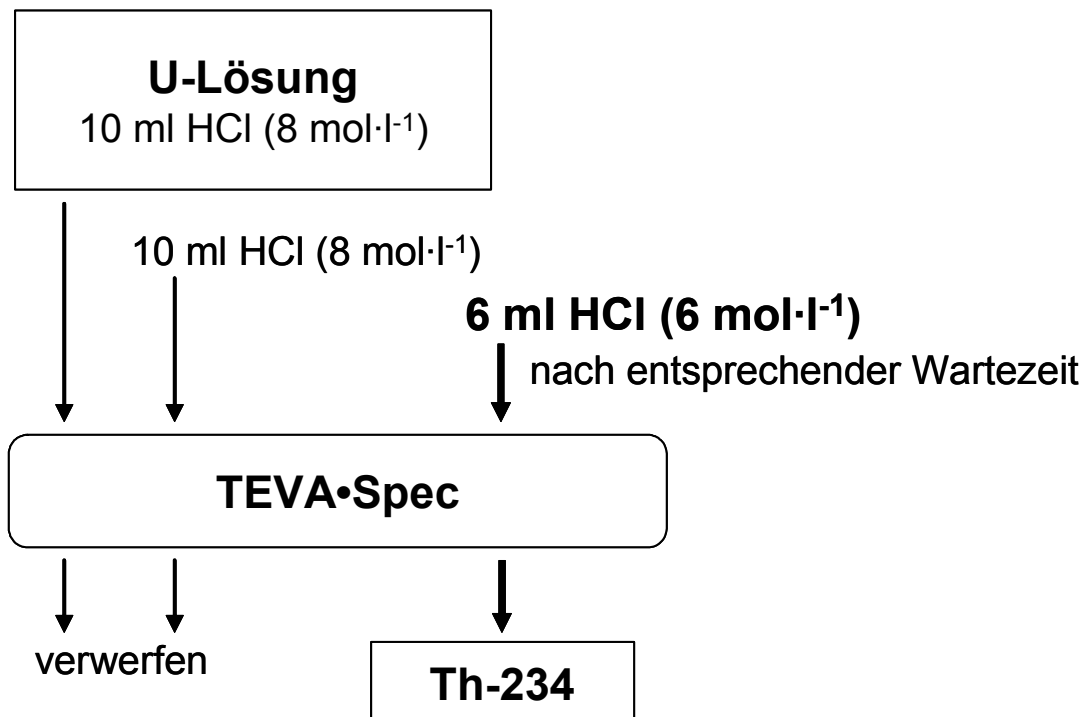 U-Lösung
10 ml HCl (8 mol·l⁻¹)
10 ml HCl (8 mol·l⁻¹)
6 ml HCl (6 mol·l⁻¹)
nach entsprechender Wartezeit
TEVA•Spec
verwerfen
Th-234